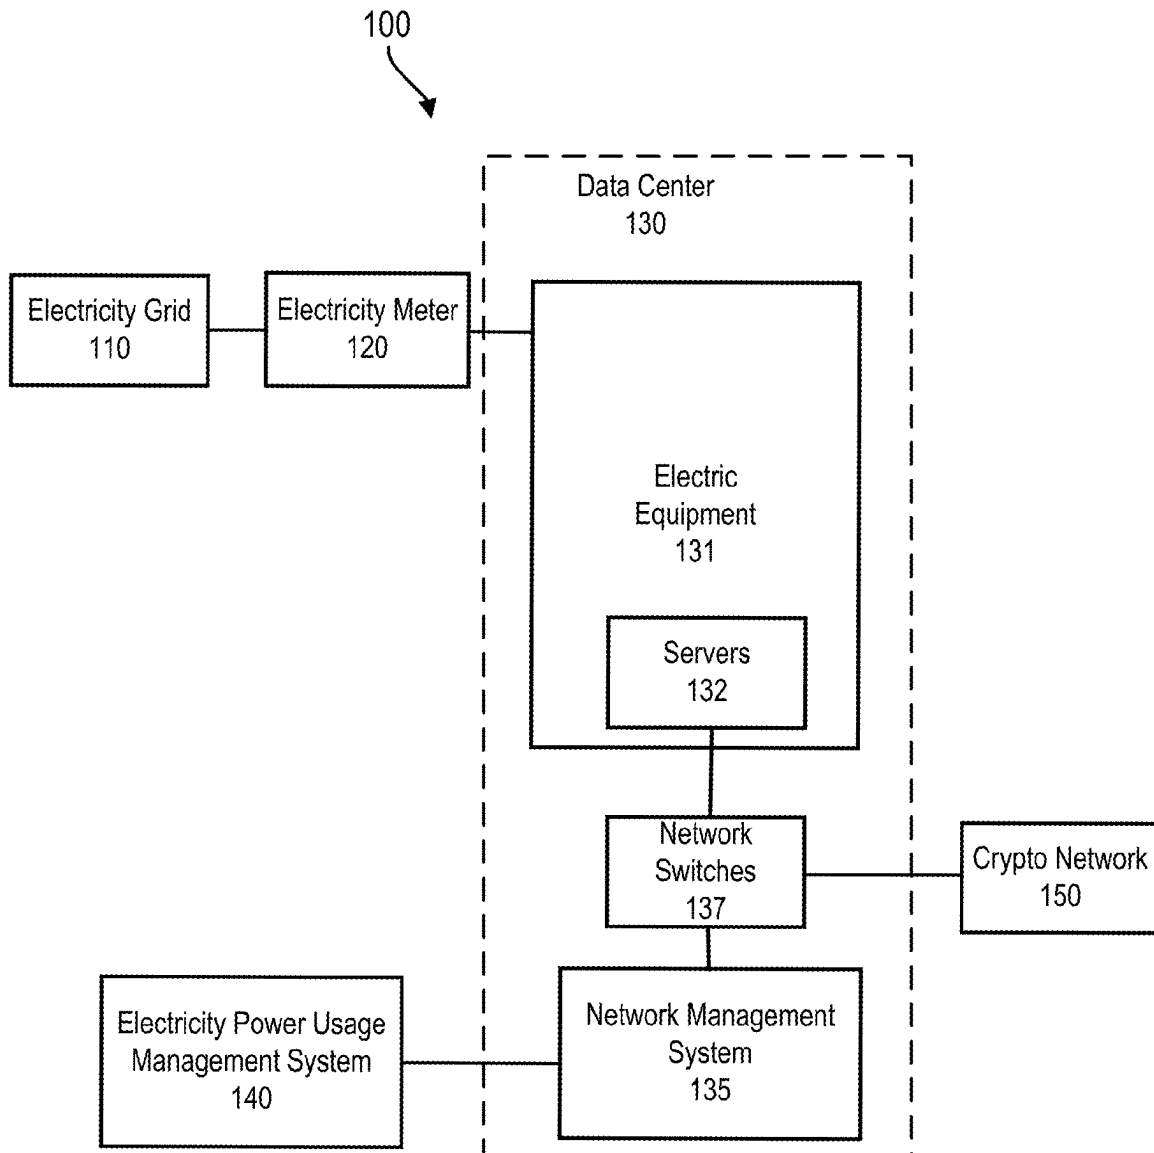 100
Data Center
130
Electricity Grid
110
Electricity Meter
120
Electric
Equipment
131
Servers
132
Network
Switches
137
Crypto Network
150
Electricity Power Usage
Management System
140
Network Management
System
135